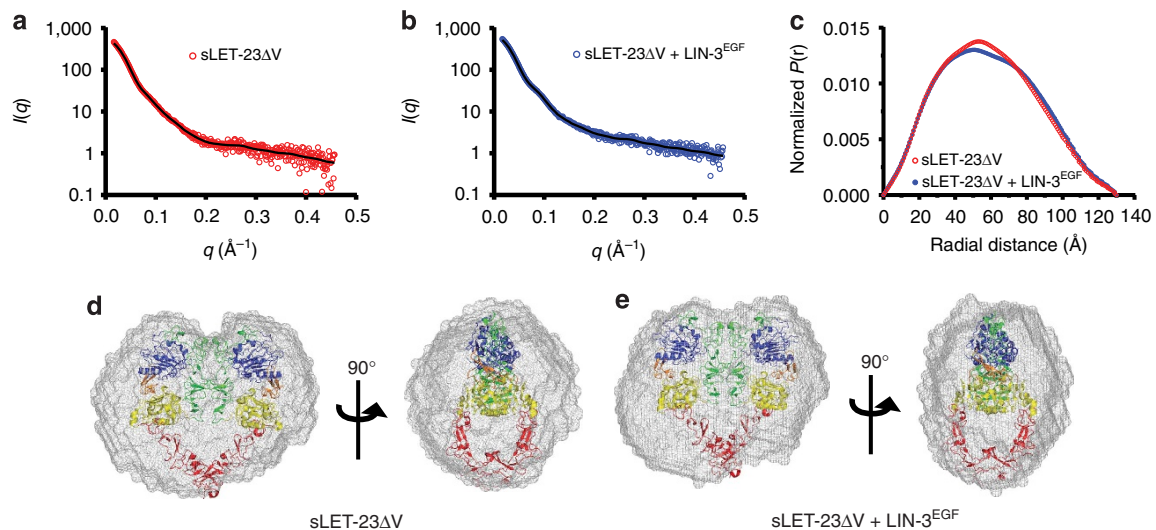 a
1,000
100
10
1
0.1
I(q)
sLET-23ΔV
0.0 0.1 0.2 0.3 0.4 0.5
q (Å⁻¹)
b
1,000
100
10
1
0.1
I(q)
sLET-23ΔV + LIN-3ᴱᴳᶠ
0.0 0.1 0.2 0.3 0.4 0.5
q (Å⁻¹)
c
0.015
0.010
0.005
0.000
Normalized P(r)
sLET-23ΔV
sLET-23ΔV + LIN-3ᴱᴳᶠ
0 20 40 60 80 100 120 140
Radial distance (Å)
d
90°
sLET-23ΔV
e
90°
sLET-23ΔV + LIN-3ᴱᴳᶠ